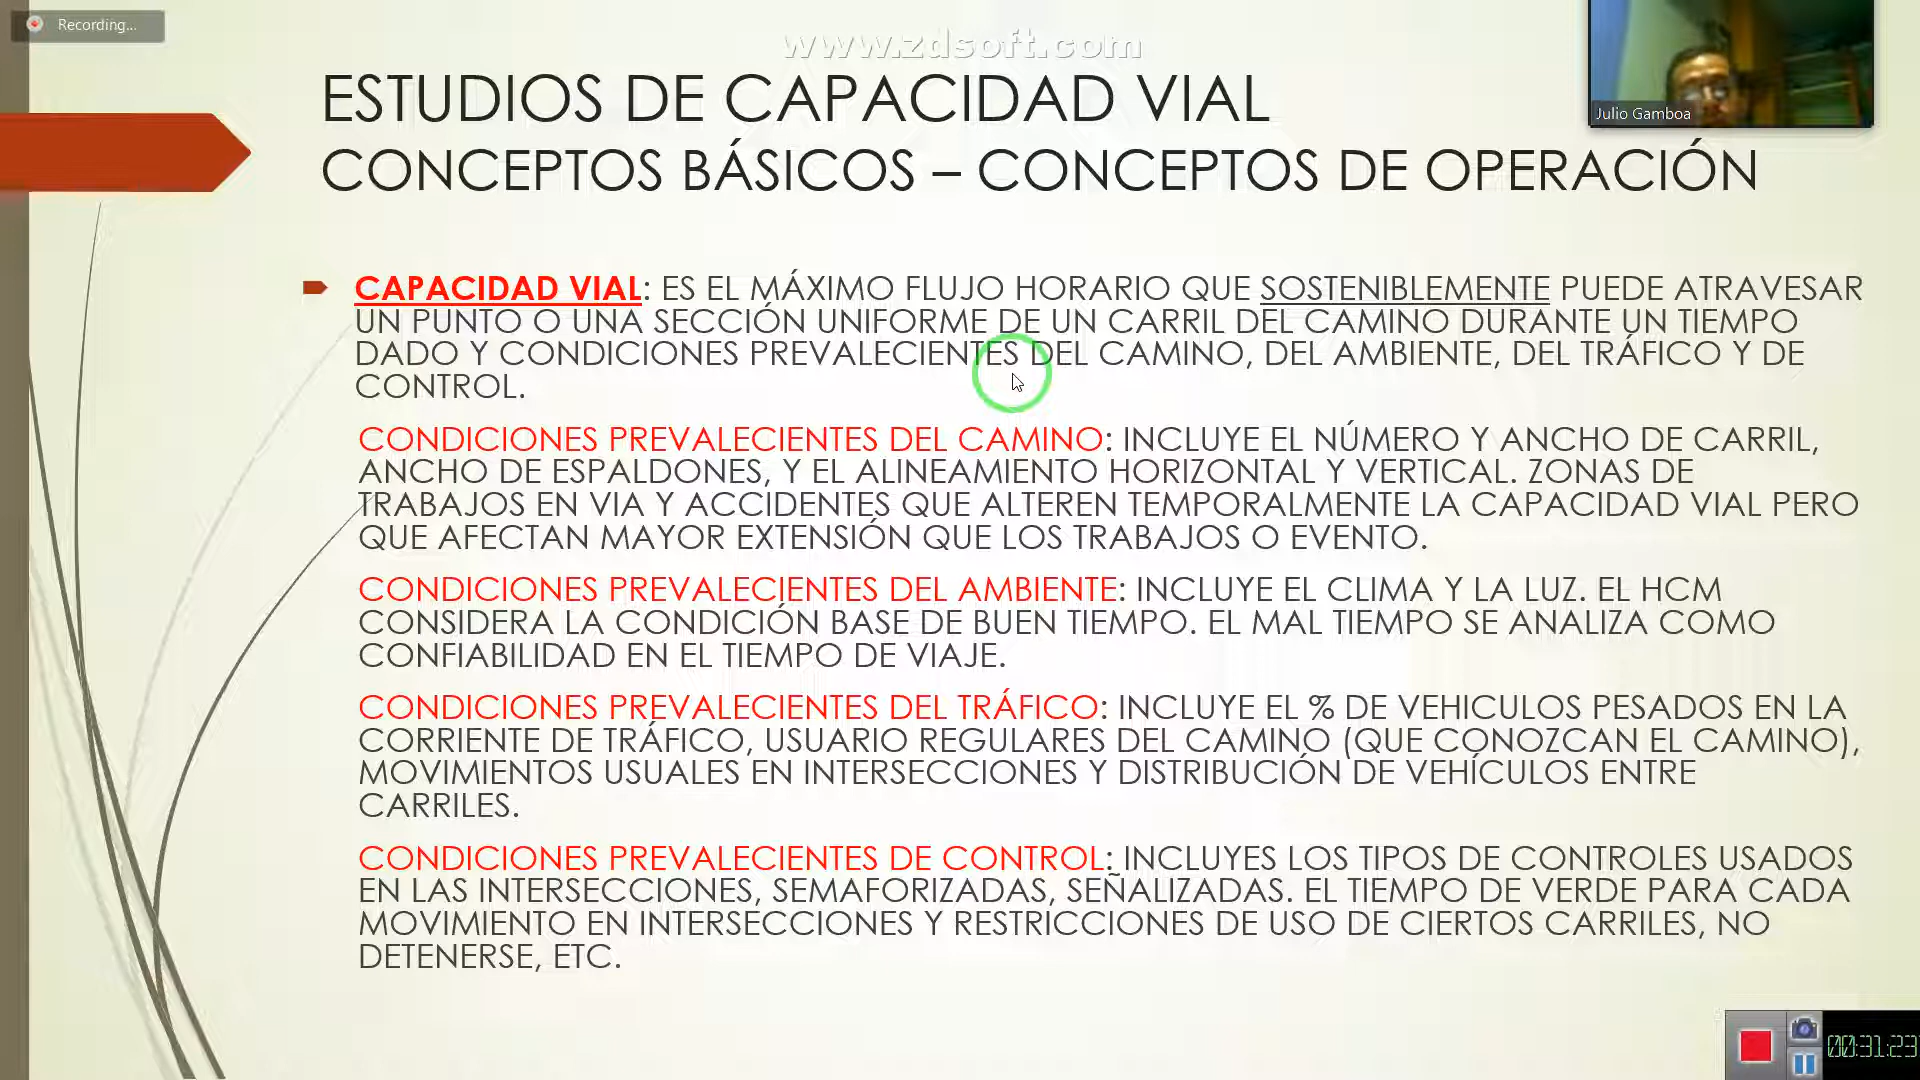 Recording...
www.zdsoft.com
Julio Gamboa
ESTUDIOS DE CAPACIDAD VIAL
CONCEPTOS BÁSICOS – CONCEPTOS DE OPERACIÓN
CAPACIDAD VIAL: ES EL MÁXIMO FLUJO HORARIO QUE SOSTENIBLEMENTE PUEDE ATRAVESAR
UN PUNTO O UNA SECCIÓN UNIFORME DE UN CARRIL DEL CAMINO DURANTE UN TIEMPO
DADO Y CONDICIONES PREVALECIENTES DEL CAMINO, DEL AMBIENTE, DEL TRÁFICO Y DE
CONTROL.
CONDICIONES PREVALECIENTES DEL CAMINO: INCLUYE EL NÚMERO Y ANCHO DE CARRIL,
ANCHO DE ESPALDONES, Y EL ALINEAMIENTO HORIZONTAL Y VERTICAL. ZONAS DE
TRABAJOS EN VIA Y ACCIDENTES QUE ALTEREN TEMPORALMENTE LA CAPACIDAD VIAL PERO
QUE AFECTAN MAYOR EXTENSIÓN QUE LOS TRABAJOS O EVENTO.
CONDICIONES PREVALECIENTES DEL AMBIENTE: INCLUYE EL CLIMA Y LA LUZ. EL HCM
CONSIDERA LA CONDICIÓN BASE DE BUEN TIEMPO. EL MAL TIEMPO SE ANALIZA COMO
CONFIABILIDAD EN EL TIEMPO DE VIAJE.
CONDICIONES PREVALECIENTES DEL TRÁFICO: INCLUYE EL % DE VEHICULOS PESADOS EN LA
CORRIENTE DE TRÁFICO, USUARIO REGULARES DEL CAMINO (QUE CONOZCAN EL CAMINO),
MOVIMIENTOS USUALES EN INTERSECCIONES Y DISTRIBUCIÓN DE VEHÍCULOS ENTRE
CARRILES.
CONDICIONES PREVALECIENTES DE CONTROL: INCLUYES LOS TIPOS DE CONTROLES USADOS
EN LAS INTERSECCIONES, SEMAFORIZADAS, SEÑALIZADAS. EL TIEMPO DE VERDE PARA CADA
MOVIMIENTO EN INTERSECCIONES Y RESTRICCIONES DE USO DE CIERTOS CARRILES, NO
DETENERSE, ETC.
00:31:23